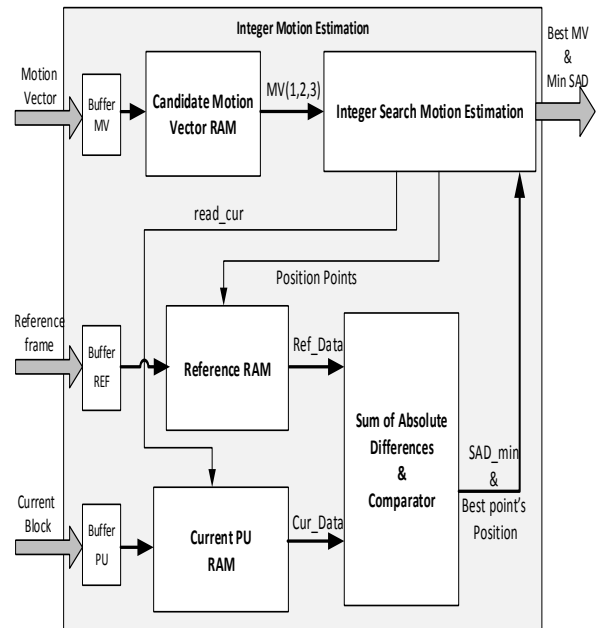 Integer Motion Estimation
Best MV
&
Min SAD
Motion
Vector
Buffer
MV
Candidate Motion
Vector RAM
MV(1,2,3)
Integer Search Motion Estimation
read_cur
Position Points
Reference
frame
Buffer
REF
Reference RAM
Ref_Data
Sum of Absolute
Differences
&
Comparator
SAD_min
&
Best point's
Position
Current
Block
Buffer
PU
Current PU
RAM
Cur_Data